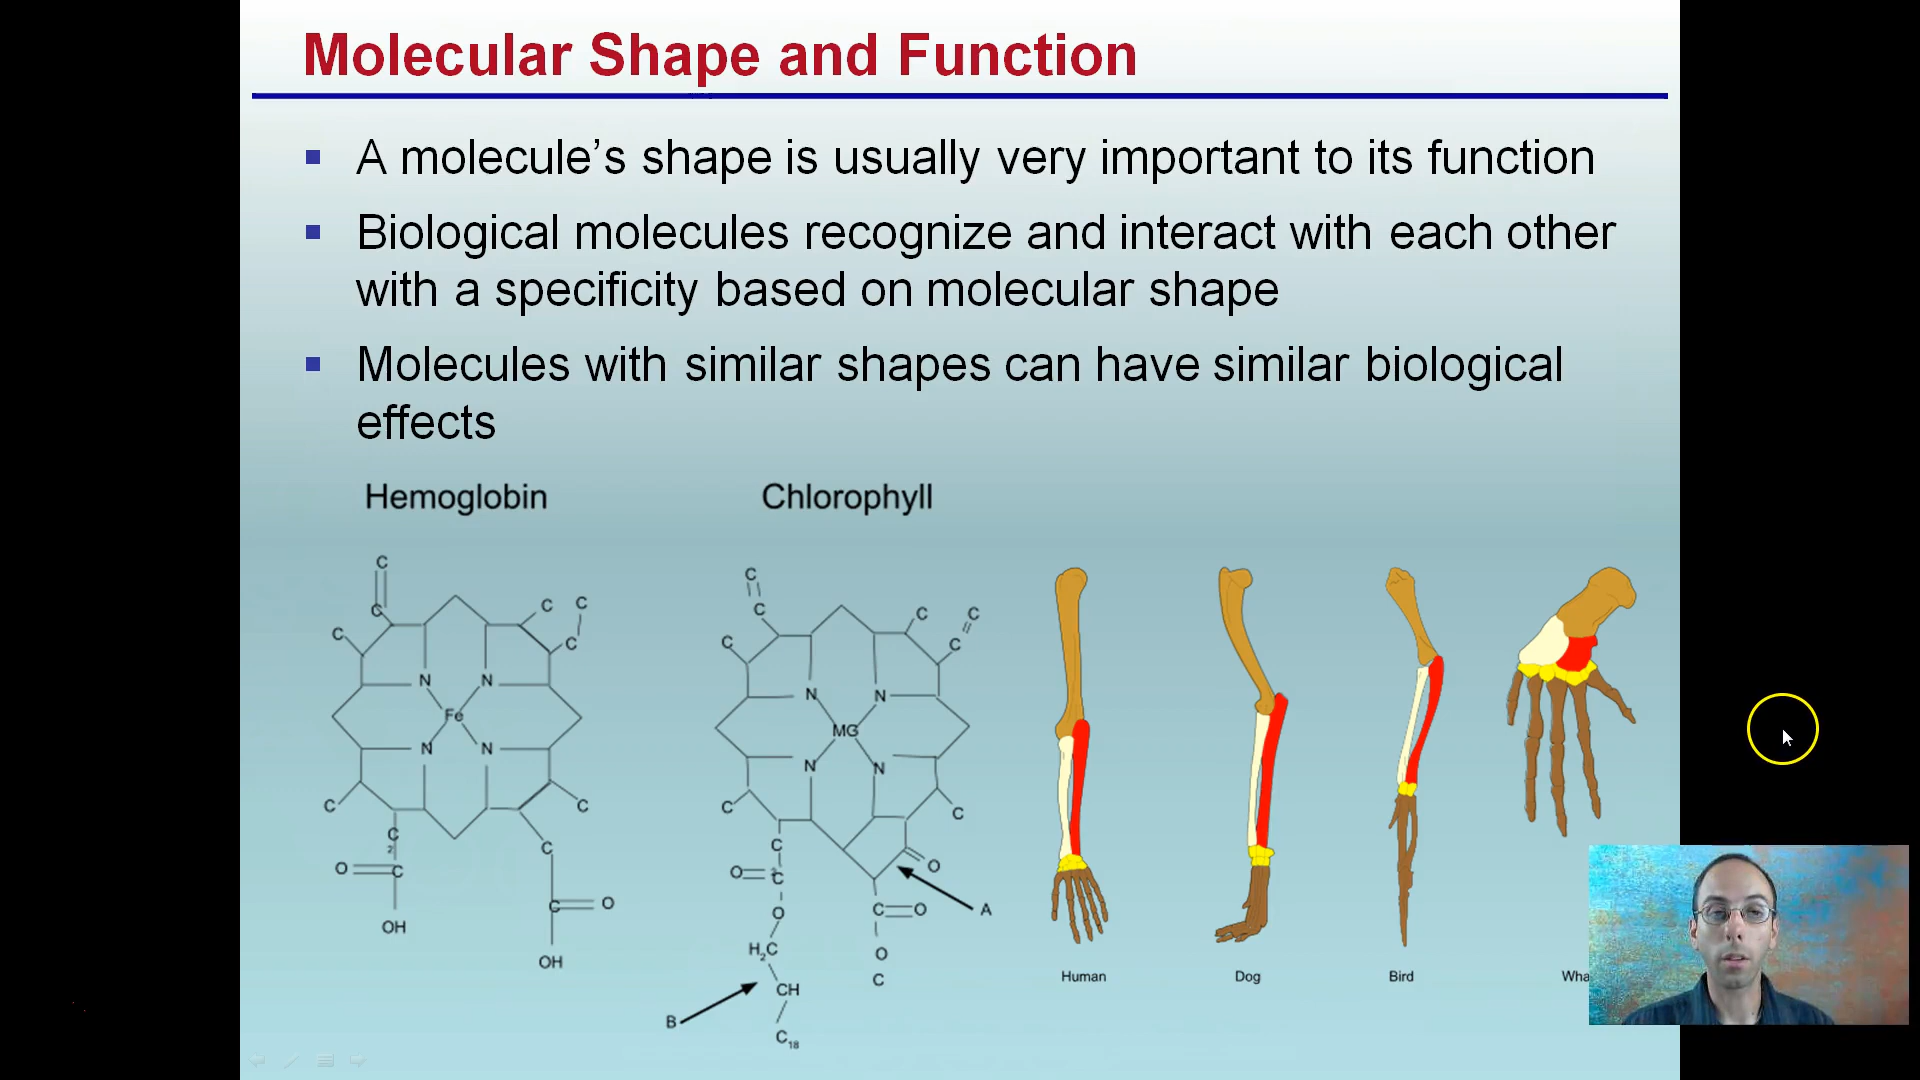 Molecular Shape and Function
A molecule’s shape is usually very important to its function
Biological molecules recognize and interact with each other
with a specificity based on molecular shape
Molecules with similar shapes can have similar biological
effects
Hemoglobin
C
C
C
C
C
C
N
N
Fe
N
N
C
C
C
2
O
C
OH
C
C
O
OH
Chlorophyll
C
C
C
C
C
C
N
N
MG
N
N
C
C
C
O
C
2
O
H2C
CH
C18
B
O
C
O
O
C
A
Human
Dog
Bird
Wha